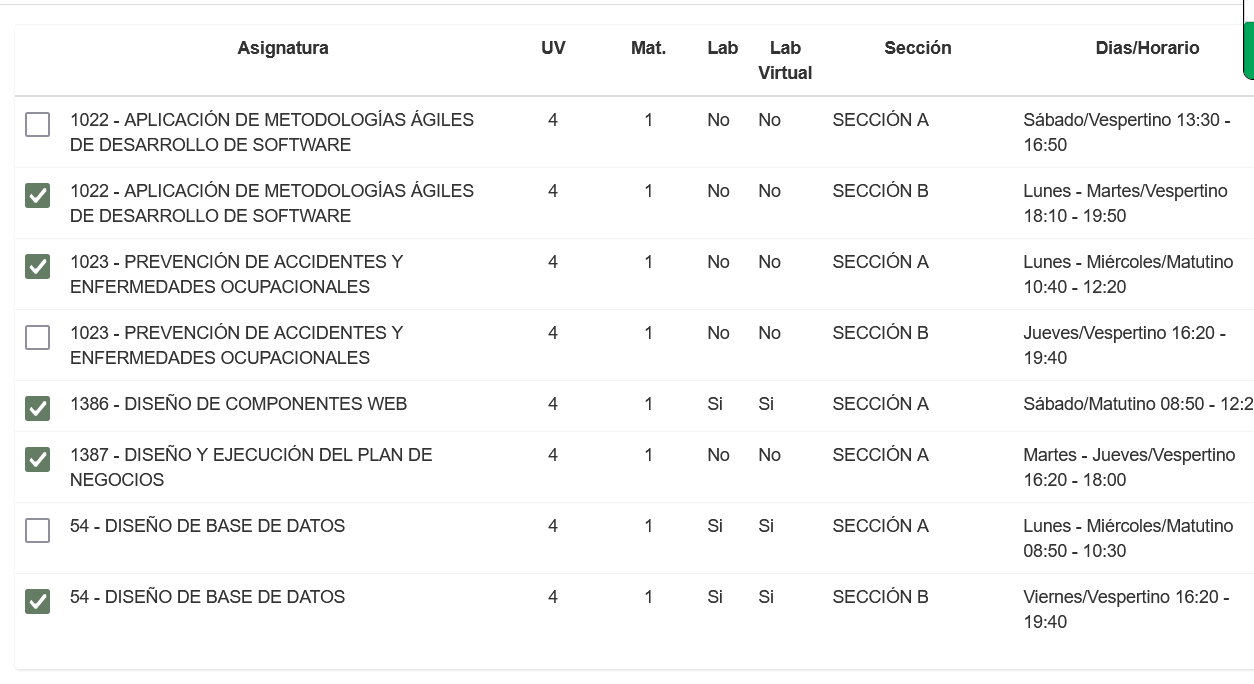 Asignatura UV Mat. Lab Lab Sección Dias/Horario
Virtual
1022 - APLICACIÓN DE METODOLOGÍAS ÁGILES 4 1 No No SECCIÓN A Sábado/Vespertino 13:30 -
DE DESARROLLO DE SOFTWARE 16:50
1022 - APLICACIÓN DE METODOLOGÍAS ÁGILES 4 1 No No SECCIÓN B Lunes - Martes/Vespertino
DE DESARROLLO DE SOFTWARE 18:10 - 19:50
1023 - PREVENCIÓN DE ACCIDENTES Y 4 1 No No SECCIÓN A Lunes - Miércoles/Matutino
ENFERMEDADES OCUPACIONALES 10:40 - 12:20
1023 - PREVENCIÓN DE ACCIDENTES Y 4 1 No No SECCIÓN B Jueves/Vespertino 16:20 -
ENFERMEDADES OCUPACIONALES 19:40
1386 - DISEÑO DE COMPONENTES WEB 4 1 Si Si SECCIÓN A Sábado/Matutino 08:50 - 12:2
1387 - DISEÑO Y EJECUCIÓN DEL PLAN DE 4 1 No No SECCIÓN A Martes - Jueves/Vespertino
NEGOCIOS 16:20 - 18:00
54 - DISEÑO DE BASE DE DATOS 4 1 Si Si SECCIÓN A Lunes - Miércoles/Matutino
08:50 - 10:30
54 - DISEÑO DE BASE DE DATOS 4 1 Si Si SECCIÓN B Viernes/Vespertino 16:20 -
19:40